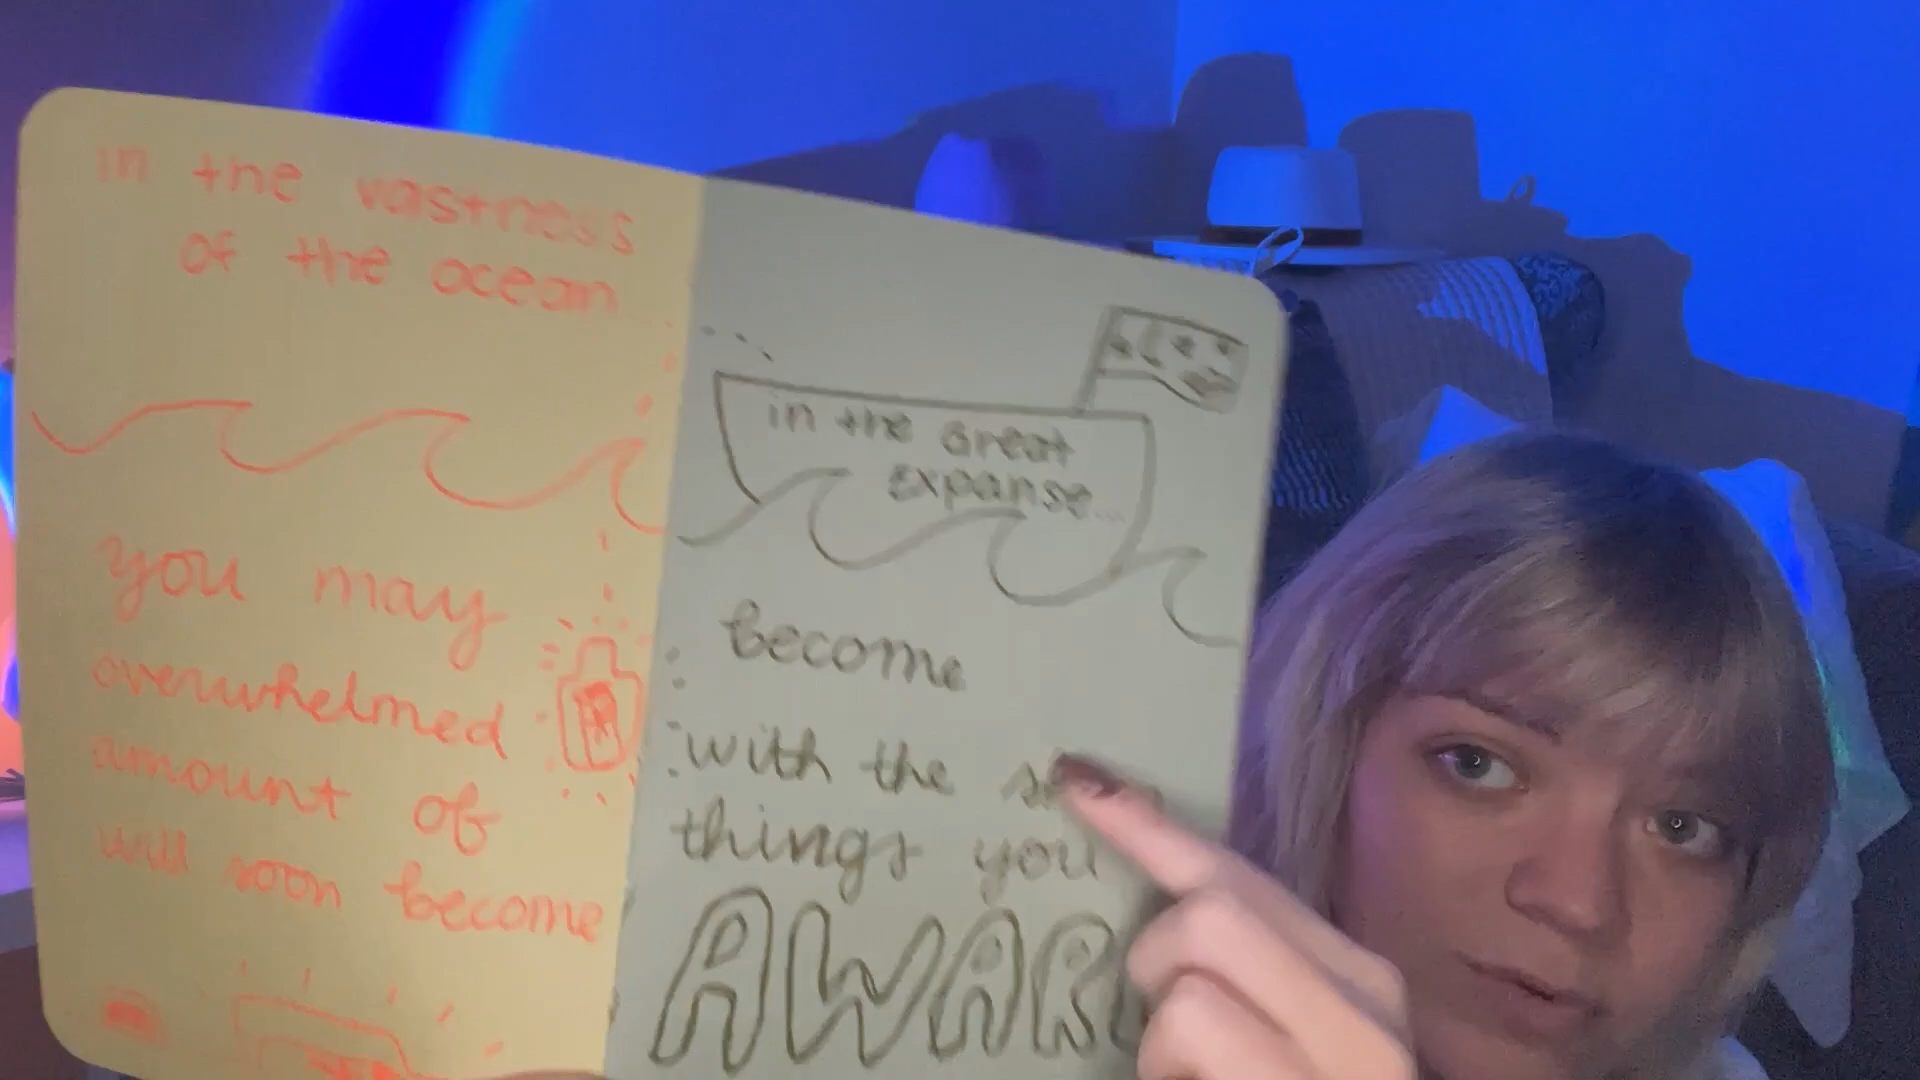 in the vastness
of the ocean
you may
overwhelmed
amount of
will soon become
in the Great
Expanse...
become
with the
things you
AWAR